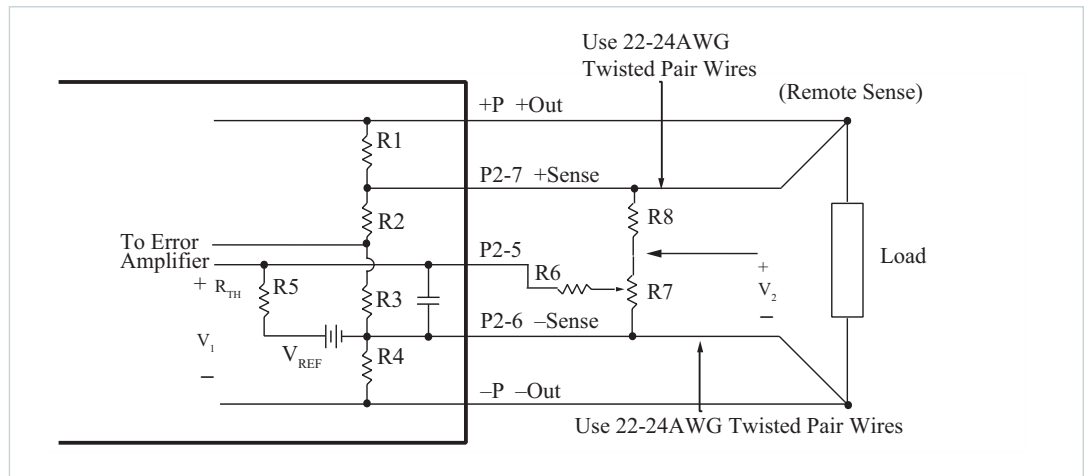 Use 22-24AWG
Twisted Pair Wires
(Remote Sense)
+P +Out
R1
P2-7 +Sense
R2
R8
To Error
Amplifier
P2-5
+
V₂
–
Load
+ R_TH
R5
R3
R6
R7
P2-6 –Sense
V₁
–
V_REF
R4
–P –Out
Use 22-24AWG Twisted Pair Wires